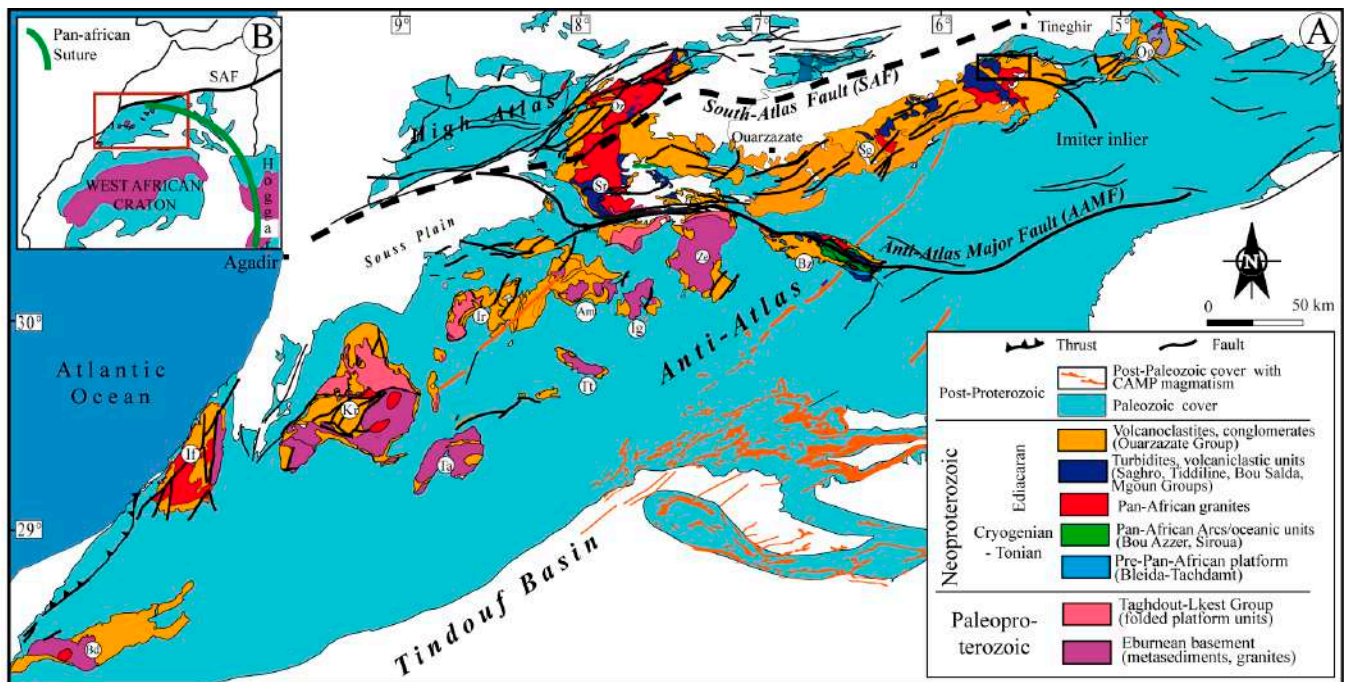 B
Pan-african
Suture
SAF
WEST AFRICAN
CRATON
Hoggar
9°
8°
7°
6°
5°
A
Tineghir
Og
High Atlas
South-Atlas Fault (SAF)
Ouarzazate
Sg
Imiter inlier
Sr
Souss Plain
Agadir
Anti-Atlas Major Fault (AAMF)
Ze
Bz
N
0 50 km
30°
Ir
Am
Ig
Anti-Atlas
Atlantic
Ocean
Tt
Kr
Ta
If
29°
Tindouf Basin
Bd
Thrust
Fault
Post-Proterozoic
Post-Paleozoic cover with
CAMP magmatism
Paleozoic cover
Neoproterozoic
Ediacaran
Volcanoclastites, conglomerates
(Ouarzazate Group)
Turbidites, volcaniclastic units
(Saghro, Tiddiline, Bou Salda,
Mgoun Groups)
Pan-African granites
Cryogenian
- Tonian
Pan-African Arcs/oceanic units
(Bou Azzer, Siroua)
Pre-Pan-African platform
(Bleida-Tachdamt)
Paleopro-
terozoic
Taghdout-Lkest Group
(folded platform units)
Eburnean basement
(metasediments, granites)